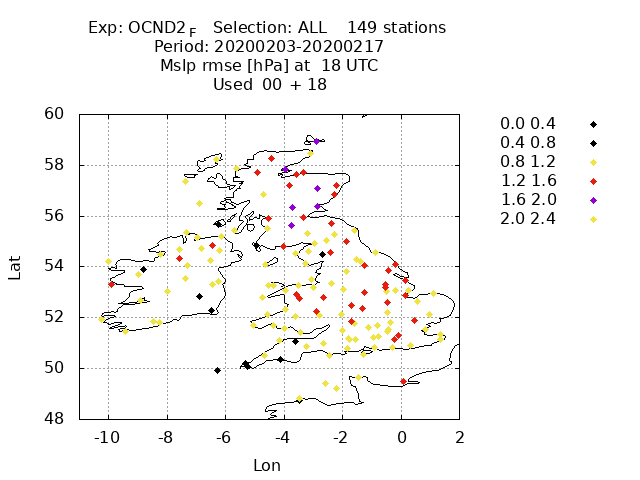 Exp: OCND2_F Selection: ALL 149 stations
Period: 20200203-20200217
Mslp rmse [hPa] at 18 UTC
Used 00 + 18
60
58
56
54
52
50
48
Lat
-10 -8 -6 -4 -2 0 2
Lon
0.0 0.4
0.4 0.8
0.8 1.2
1.2 1.6
1.6 2.0
2.0 2.4